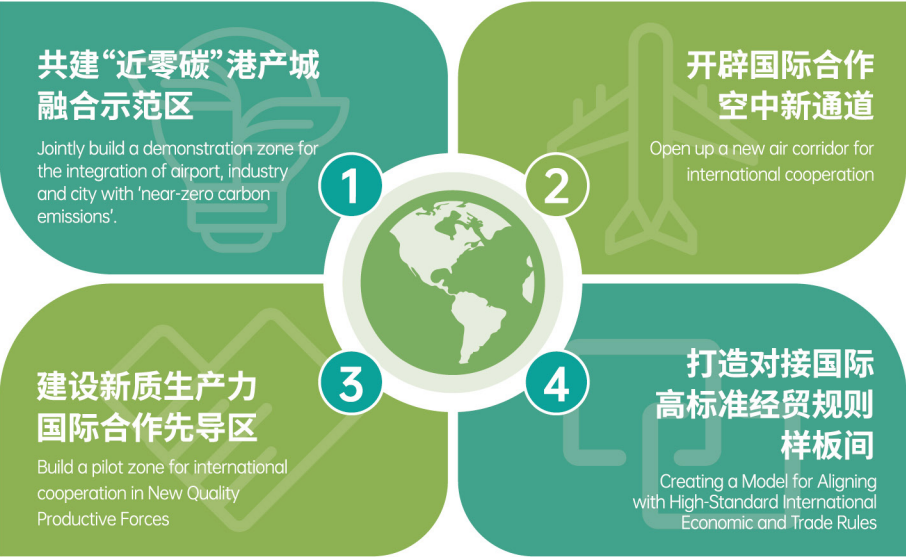 共建“近零碳”港产城
融合示范区
Jointly build a demonstration zone for
the integration of airport, industry
and city with 'near-zero carbon
emissions'.
1
开辟国际合作
空中新通道
Open up a new air corridor for
international cooperation
2
建设新质生产力
国际合作先导区
Build a pilot zone for international
cooperation in New Quality
Productive Forces
3
打造对接国际
高标准经贸规则
样板间
Creating a Model for Aligning
with High-Standard International
Economic and Trade Rules
4